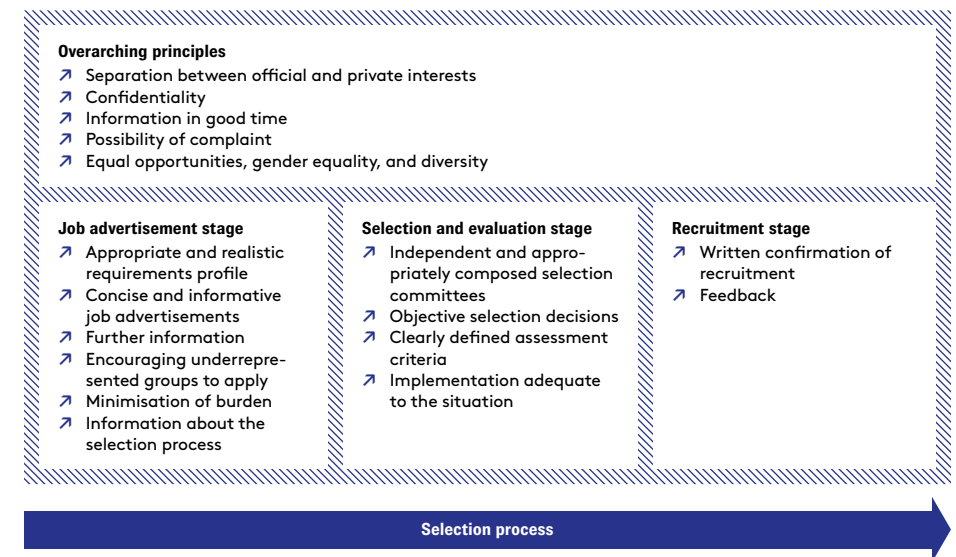 Overarching principles
↗ Separation between official and private interests
↗ Confidentiality
↗ Information in good time
↗ Possibility of complaint
↗ Equal opportunities, gender equality, and diversity
Job advertisement stage
↗ Appropriate and realistic
requirements profile
↗ Concise and informative
job advertisements
↗ Further information
↗ Encouraging underrepre-
sented groups to apply
↗ Minimisation of burden
↗ Information about the
selection process
Selection and evaluation stage
↗ Independent and appro-
priately composed selection
committees
↗ Objective selection decisions
↗ Clearly defined assessment
criteria
↗ Implementation adequate
to the situation
Recruitment stage
↗ Written confirmation of
recruitment
↗ Feedback
Selection process